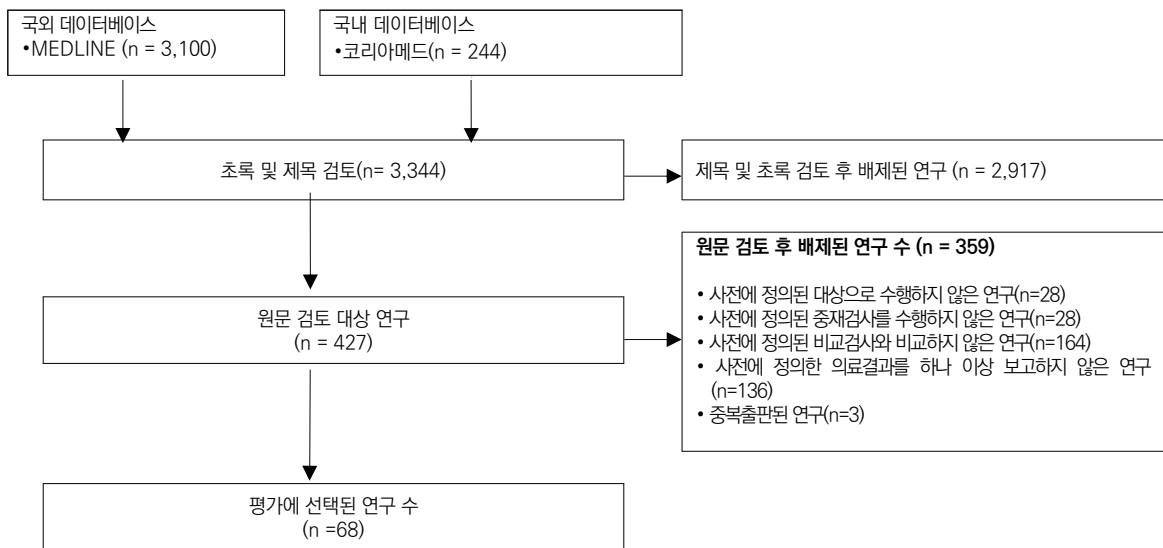 국외 데이터베이스
•MEDLINE (n = 3,100)
국내 데이터베이스
•코리아메드(n = 244)
초록 및 제목 검토(n= 3,344)
제목 및 초록 검토 후 배제된 연구 (n = 2,917)
원문 검토 후 배제된 연구 수 (n = 359)
• 사전에 정의된 대상으로 수행하지 않은 연구(n=28)
• 사전에 정의된 중재검사를 수행하지 않은 연구(n=28)
• 사전에 정의된 비교검사와 비교하지 않은 연구(n=164)
• 사전에 정의한 의료결과를 하나 이상 보고하지 않은 연구
(n=136)
• 중복출판된 연구(n=3)
원문 검토 대상 연구
(n = 427)
평가에 선택된 연구 수
(n =68)